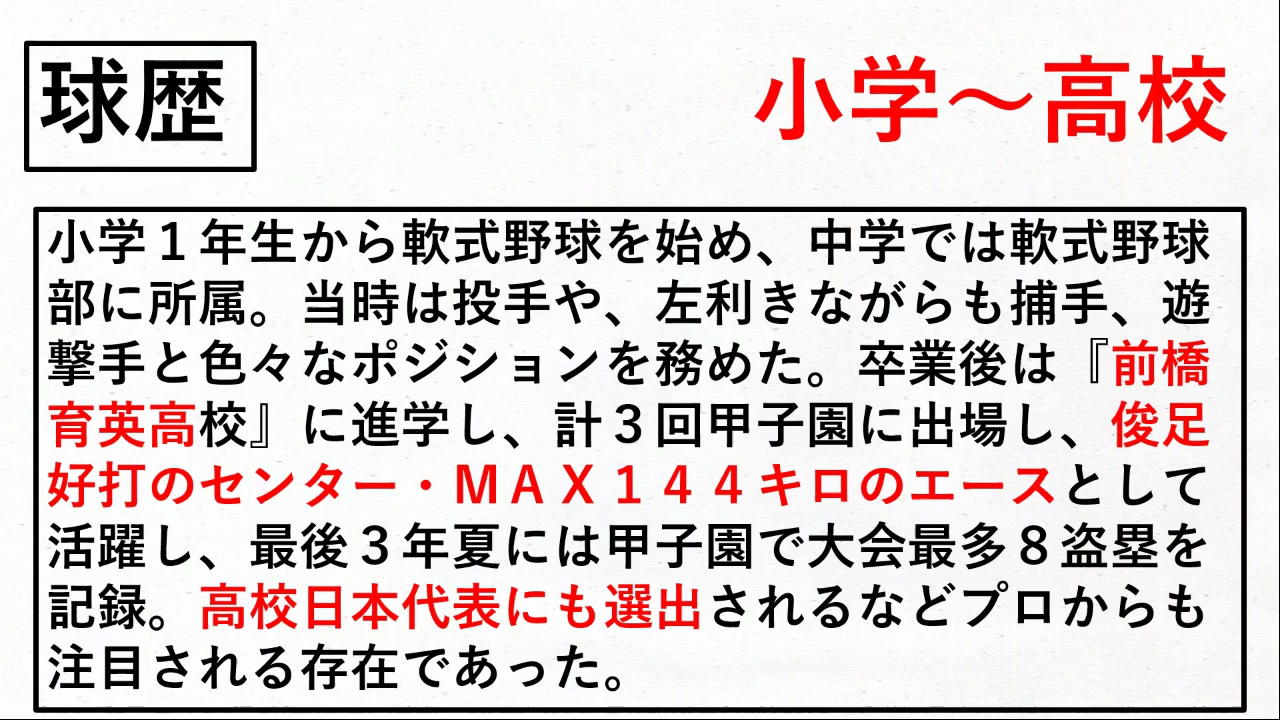 球歴
小学～高校
小学１年生から軟式野球を始め、中学では軟式野球
部に所属。当時は投手や、左利きながらも捕手、遊
撃手と色々なポジションを務めた。卒業後は『前橋
育英高校』に進学し、計３回甲子園に出場し、俊足
好打のセンター・ＭＡＸ１４４キロのエースとして
活躍し、最後３年夏には甲子園で大会最多８盗塁を
記録。高校日本代表にも選出されるなどプロからも
注目される存在であった。